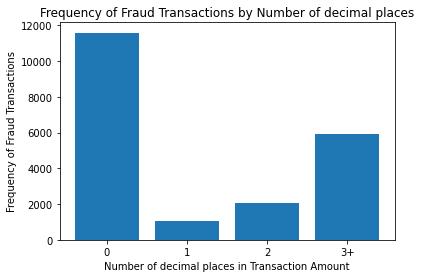 Frequency of Fraud Transactions by Number of decimal places
12000
10000
8000
6000
4000
2000
0
Frequency of Fraud Transactions
0 1 2 3+
Number of decimal places in Transaction Amount